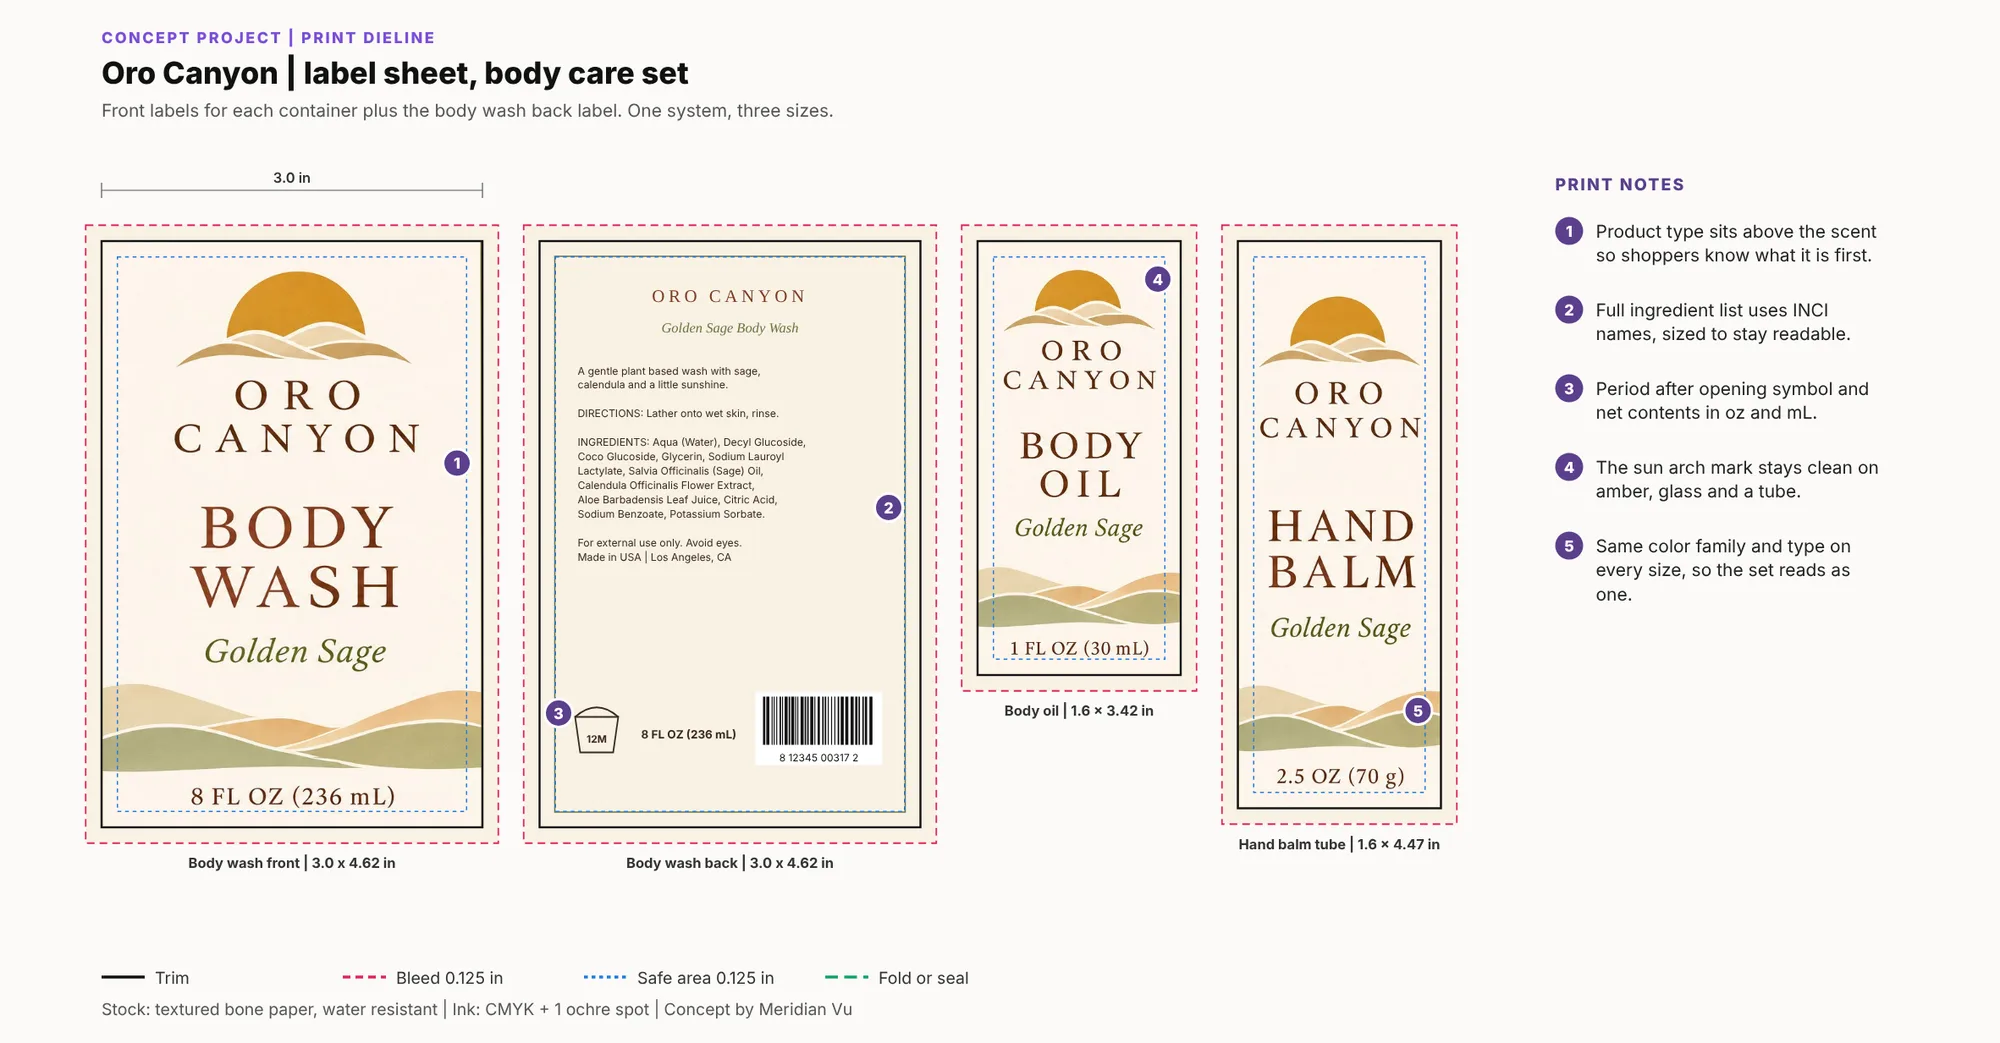 CONCEPT PROJECT | PRINT DIELINE
Oro Canyon | label sheet, body care set
Front labels for each container plus the body wash back label. One system, three sizes.
3.0 in
ORO
CANYON
1
BODY
WASH
Golden Sage
8 FL OZ (236 mL)
Body wash front | 3.0 x 4.62 in
ORO CANYON
Golden Sage Body Wash
A gentle plant based wash with sage,
calendula and a little sunshine.
DIRECTIONS: Lather onto wet skin, rinse.
INGREDIENTS: Aqua (Water), Decyl Glucoside,
Coco Glucoside, Glycerin, Sodium Lauroyl
Lactylate, Salvia Officinalis (Sage) Oil,
Calendula Officinalis Flower Extract,
Aloe Barbadensis Leaf Juice, Citric Acid,
Sodium Benzoate, Potassium Sorbate.
2
For external use only. Avoid eyes.
Made in USA | Los Angeles, CA
3
12M
8 FL OZ (236 mL)
8 12345 00317 2
Body wash back | 3.0 x 4.62 in
4
ORO
CANYON
BODY
OIL
Golden Sage
1 FL OZ (30 mL)
Body oil | 1.6 × 3.42 in
ORO
CANYON
HAND
BALM
Golden Sage
5
2.5 OZ (70 g)
Hand balm tube | 1.6 × 4.47 in
PRINT NOTES
1 Product type sits above the scent
so shoppers know what it is first.
2 Full ingredient list uses INCI
names, sized to stay readable.
3 Period after opening symbol and
net contents in oz and mL.
4 The sun arch mark stays clean on
amber, glass and a tube.
5 Same color family and type on
every size, so the set reads as
one.
Trim
Bleed 0.125 in
Safe area 0.125 in
Fold or seal
Stock: textured bone paper, water resistant | Ink: CMYK + 1 ochre spot | Concept by Meridian Vu